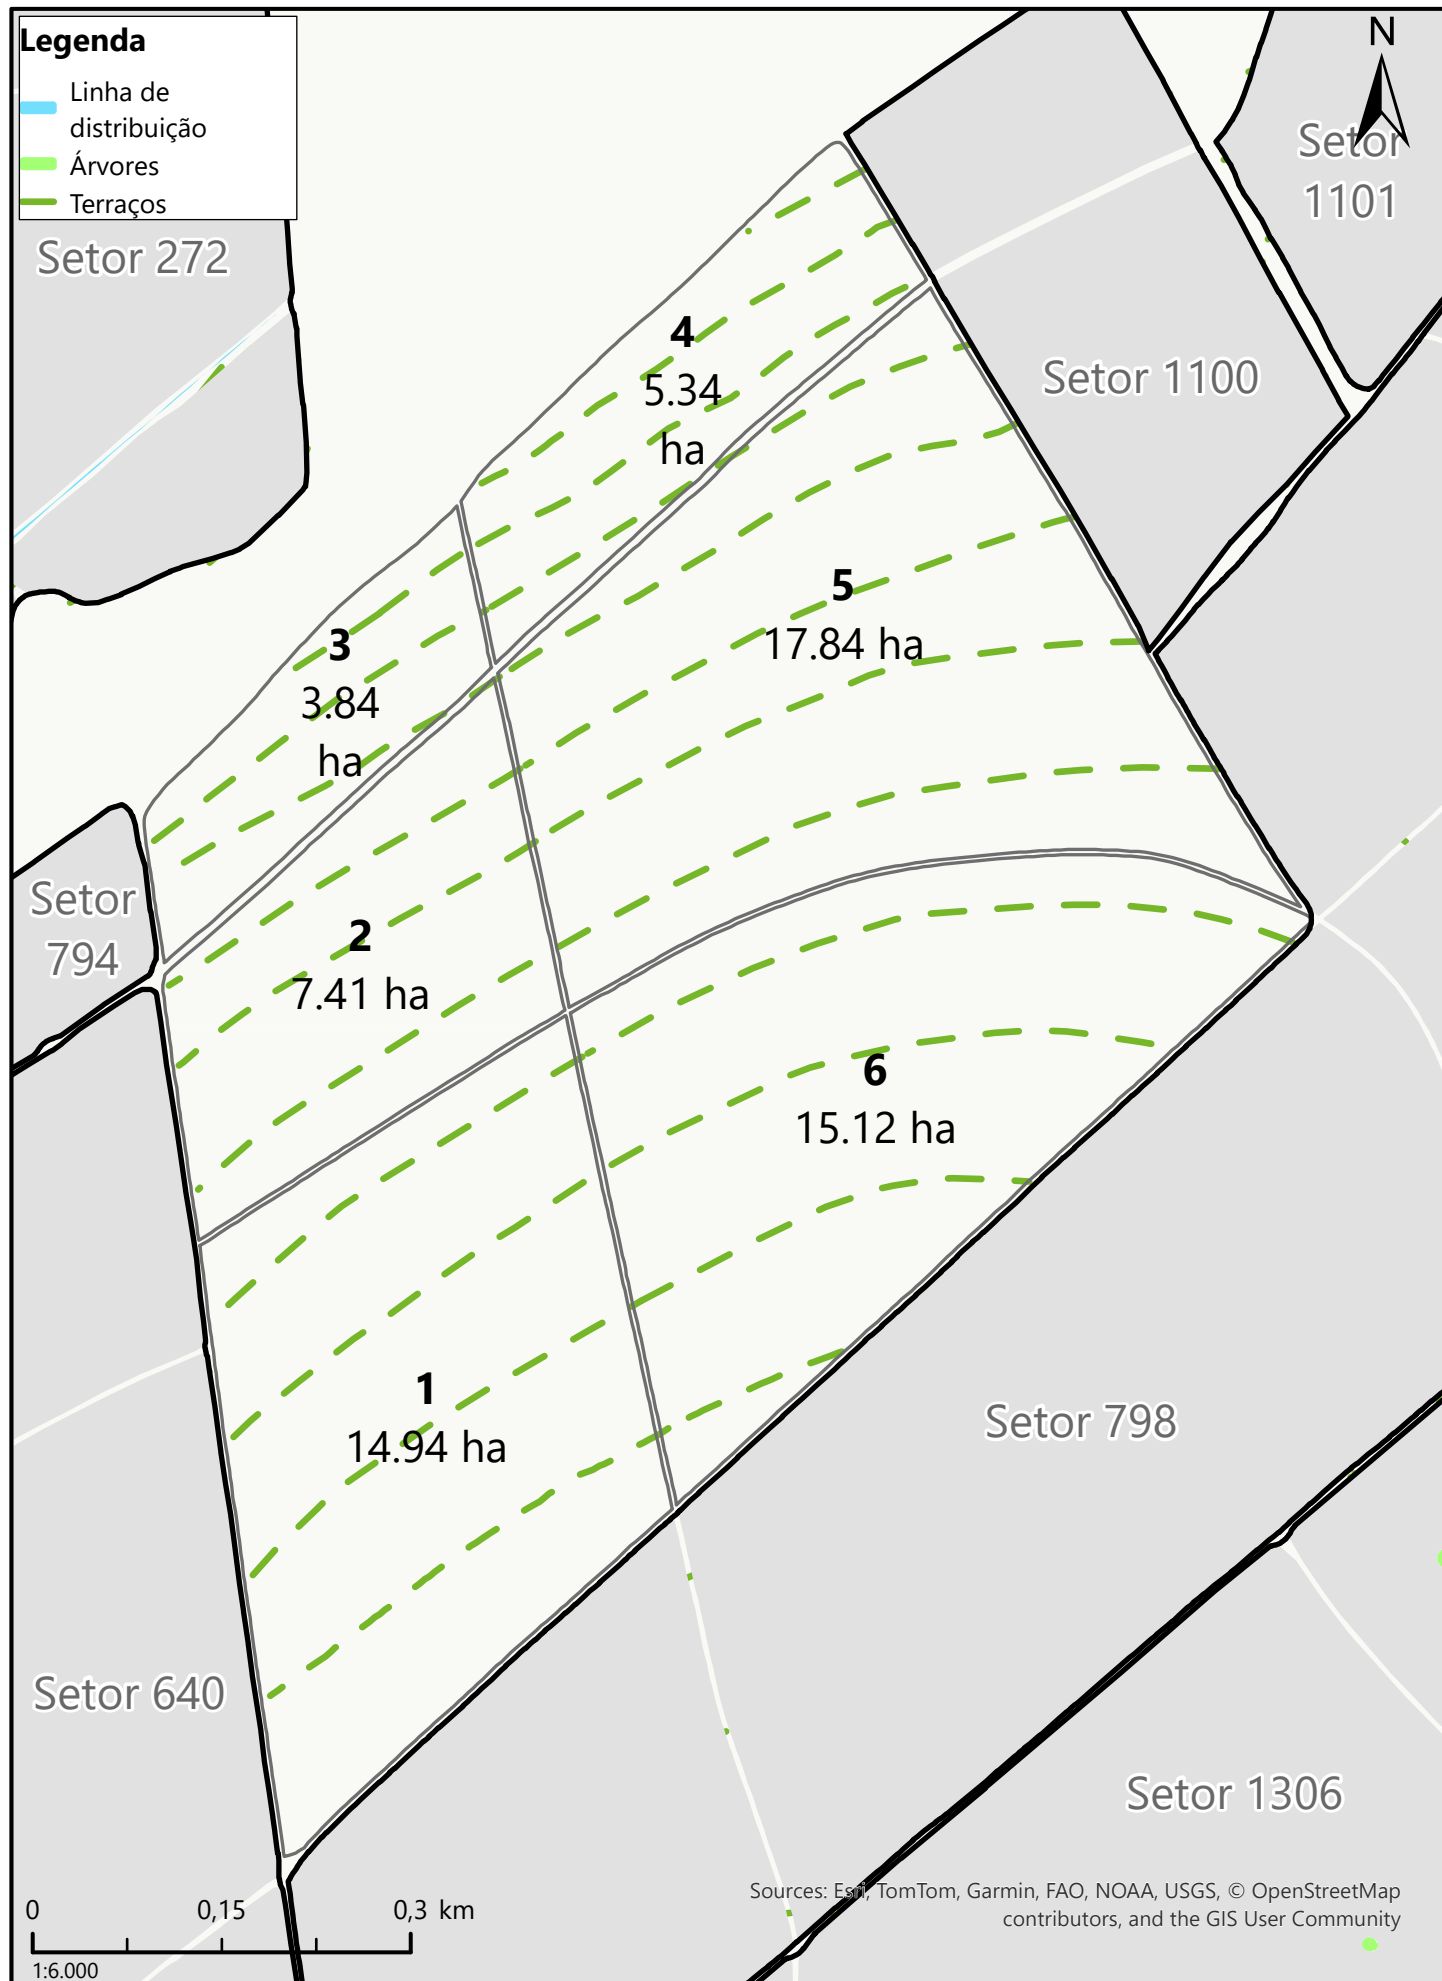 Legenda
Linha de
distribuição
Árvores
Terraços
N
Setor
1101
Setor 272
4
5.34
ha
Setor 1100
5
17.84 ha
3
3.84
ha
Setor
794
2
7.41 ha
6
15.12 ha
1
14.94 ha
Setor 798
Setor 640
Setor 1306
Sources: Esri, TomTom, Garmin, FAO, NOAA, USGS, © OpenStreetMap
contributors, and the GIS User Community
0 0,15 0,3 km
1:6.000